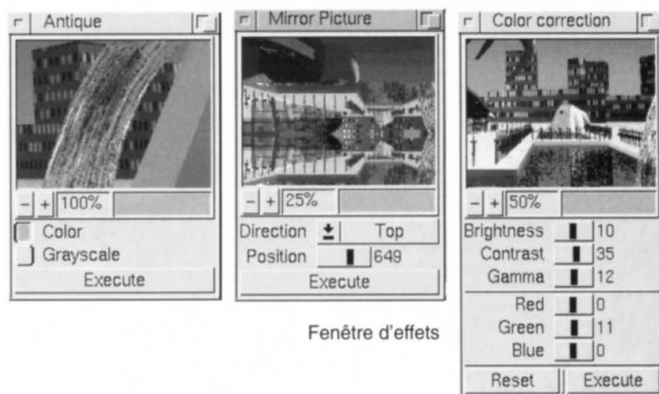 Antique
100%
Color
Grayscale
Execute
Mirror Picture
25%
Direction Top
Position 649
Execute
Color correction
50%
Brightness 10
Contrast 35
Gamma 12
Red 0
Green 11
Blue 0
Reset Execute
Fenêtre d'effets